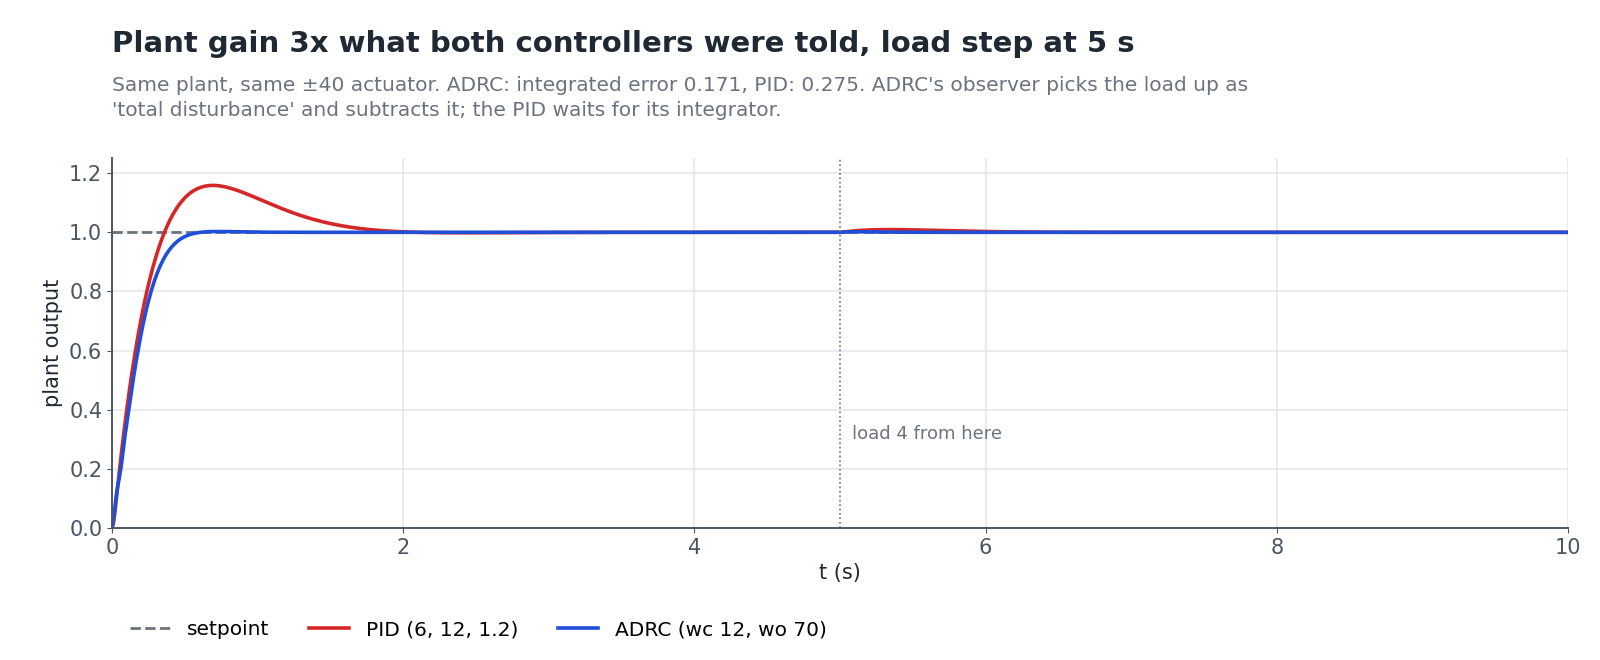 Plant gain 3x what both controllers were told, load step at 5 s
Same plant, same ±40 actuator. ADRC: integrated error 0.171, PID: 0.275. ADRC's observer picks the load up as
'total disturbance' and subtracts it; the PID waits for its integrator.
1.2
1.0
0.8
0.6
0.4
0.2
0.0
plant output
load 4 from here
0 2 4 6 8 10
t (s)
setpoint PID (6, 12, 1.2) ADRC (wc 12, wo 70)